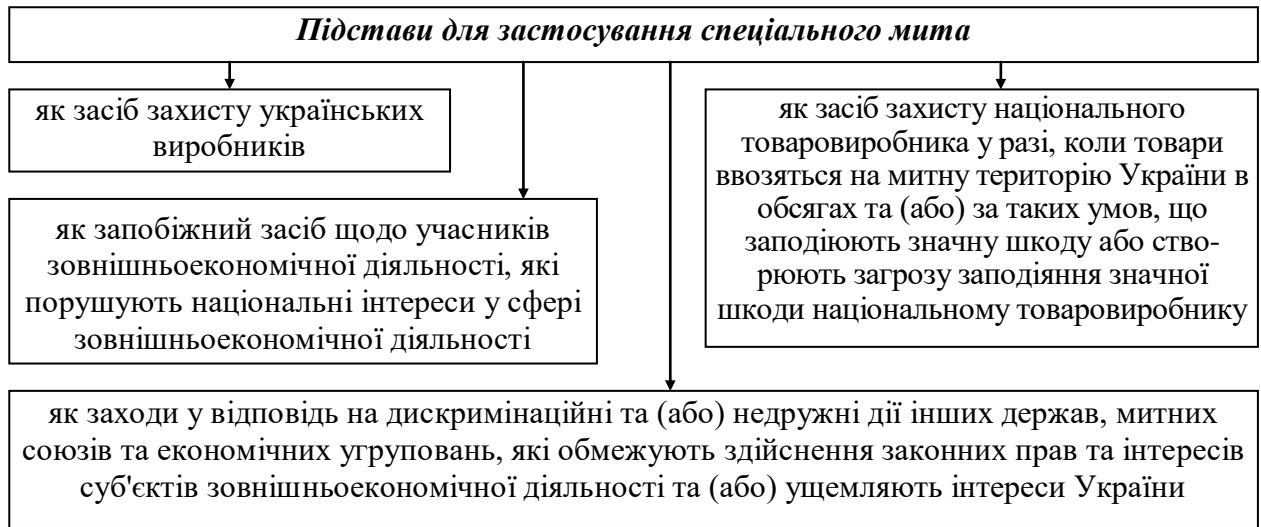 Підстави для застосування спеціального мита
як засіб захисту українських
виробників
як запобіжний засіб щодо учасників
зовнішньоекономічної діяльності, які
порушують національні інтереси у сфері
зовнішньоекономічної діяльності
як засіб захисту національного
товаровиробника у разі, коли товари
ввозяться на митну територію України в
обсягах та (або) за таких умов, що
заподіюють значну шкоду або ство-
рюють загрозу заподіяння значної
шкоди національному товаровиробнику
як заходи у відповідь на дискримінаційні та (або) недружні дії інших держав, митних
союзів та економічних угруповань, які обмежують здійснення законних прав та інтересів
суб'єктів зовнішньоекономічної діяльності та (або) ущемляють інтереси України